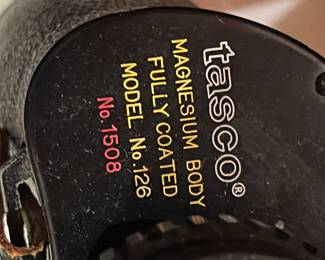 tasco®
MAGNESIUM BODY
FULLY COATED
MODEL No.126
No.1508